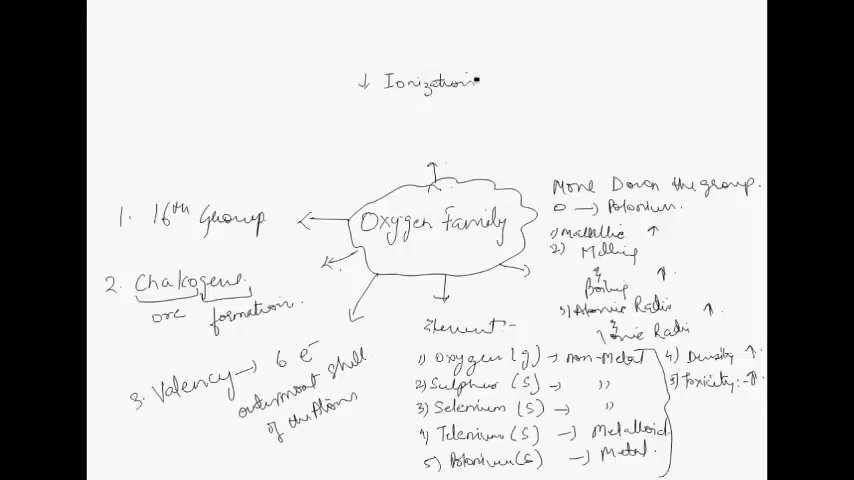 ↓ Ionization
Oxygen Family
1. 16th Group
2. Chalkogens.
ore formation.
3. Valency → 6 e⁻
outermost shell
of the Atoms
Element :-
1) Oxygen (g) → non-Metal
2) Sulphur (S) → "
3) Selenium (S) → "
4) Telenium (S) → Metalloid.
5) Polonium (S) → Metal.
Move Down the group.
O → Polonium.
1) Matallic ↑
2) Melting
&
Boiling ↑
3) Atomic Radii
& ↑
Ionic Radii
4) Density ↑
5) Toxicity :- ↑